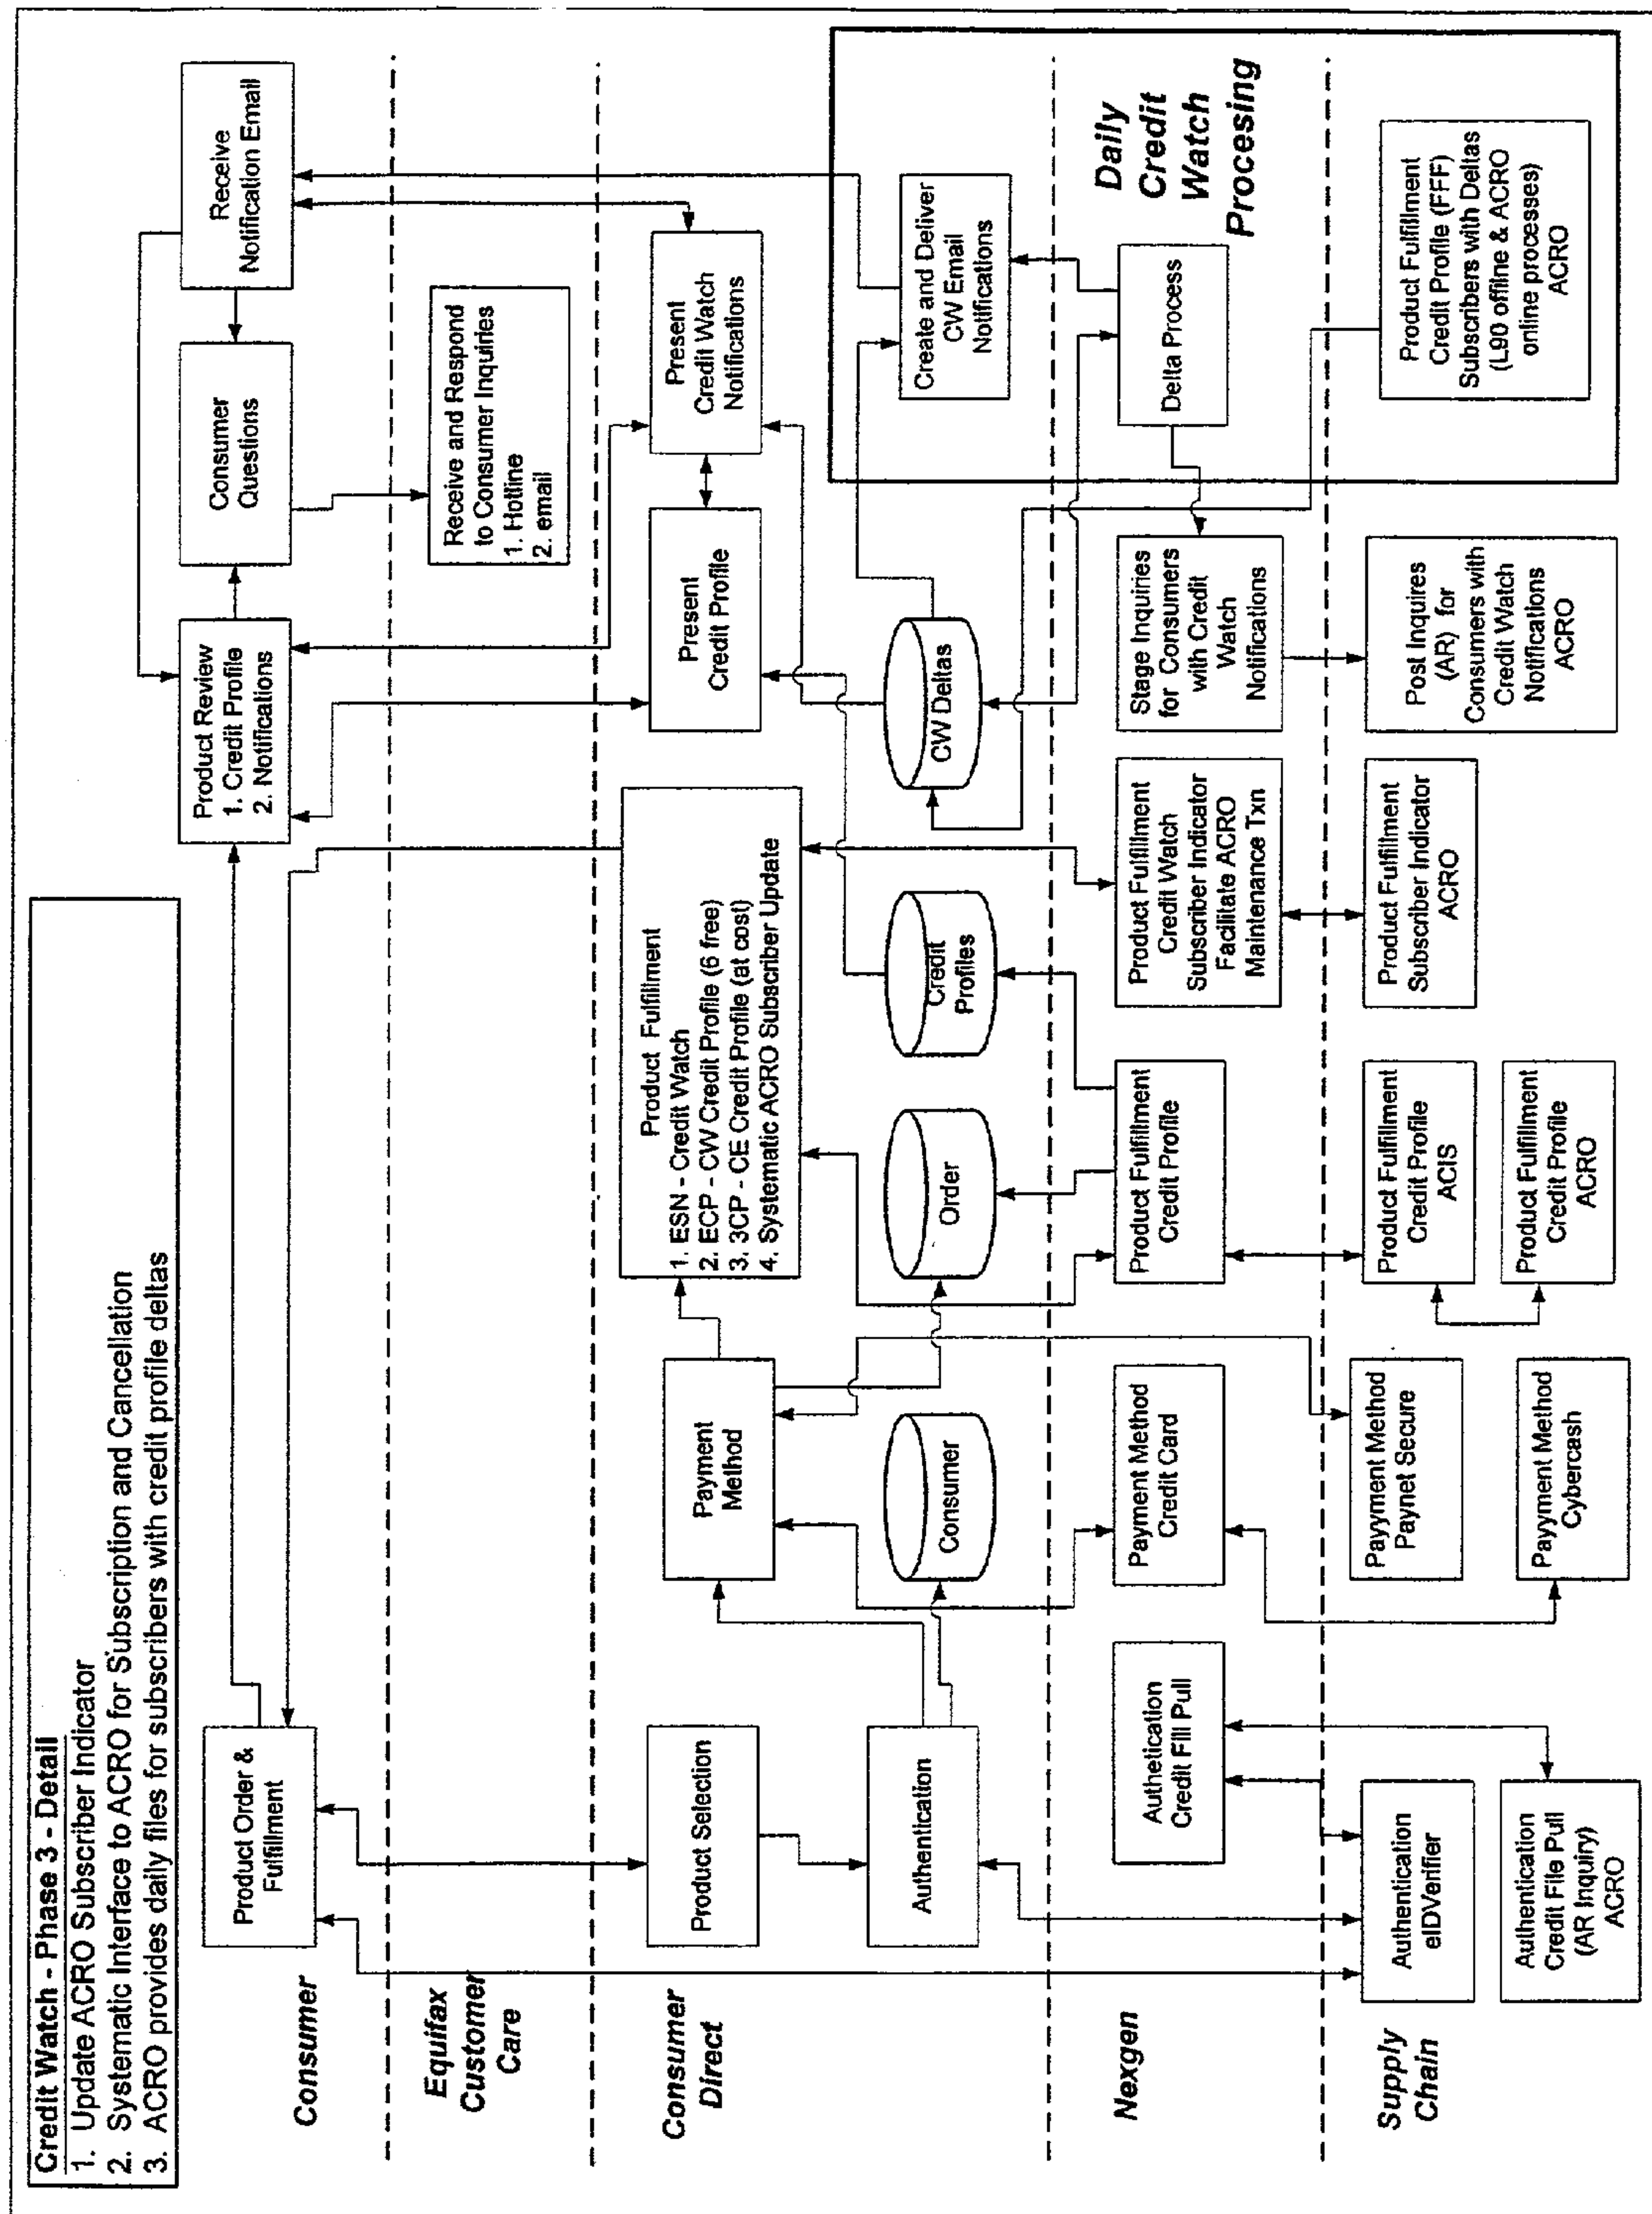 Credit Watch - Phase 3 - Detail
1. Update ACRO Subscriber Indicator
2. Systematic Interface to ACRO for Subscription and Cancellation
3. ACRO provides daily files for subscribers with credit profile deltas
Consumer
Product Order &
Fulfillment
Product Review
1. Credit Profile
2. Notifications
Consumer
Questions
Receive
Notification Email
Equifax
Customer
Care
Receive and Respond
to Consumer Inquiries
1. Hotline
2. email
Consumer
Direct
Product Selection
Authentication
Payment
Method
Consumer
Product Fulfillment
1. ESN - Credit Watch
2. ECP - CW Credit Profile (6 free)
3. 3CP - CE Credit Profile (at cost)
4. Systematic ACRO Subscriber Update
Order
Credit
Profiles
Present
Credit Profile
CW Deltas
Present
Credit Watch
Notifications
Create and Deliver
CW Email
Notifications
Nexgen
Authetication
Credit Fill Pull
Payment Method
Credit Card
Product Fulfillment
Credit Profile
Product Fulfillment
Credit Watch
Subscriber Indicator
Facilitate ACRO
Maintenance Txn
Stage Inquiries
for Consumers
with Credit
Watch
Notifications
Delta Process
Daily
Credit
Watch
Procesing
Supply
Chain
Authentication
eIDVerifier
Authentication
Credit File Pull
(AR Inquiry)
ACRO
Payyment Method
Paynet Secure
Payyment Method
Cybercash
Product Fulfillment
Credit Profile
ACIS
Product Fulfillment
Credit Profile
ACRO
Product Fulfillment
Subscriber Indicator
ACRO
Post Inquires
(AR) for
Consumers with
Credit Watch
Notifications
ACRO
Product Fulfillment
Credit Profile (FFF)
Subscribers with Deltas
(L90 offline & ACRO
online processes)
ACRO